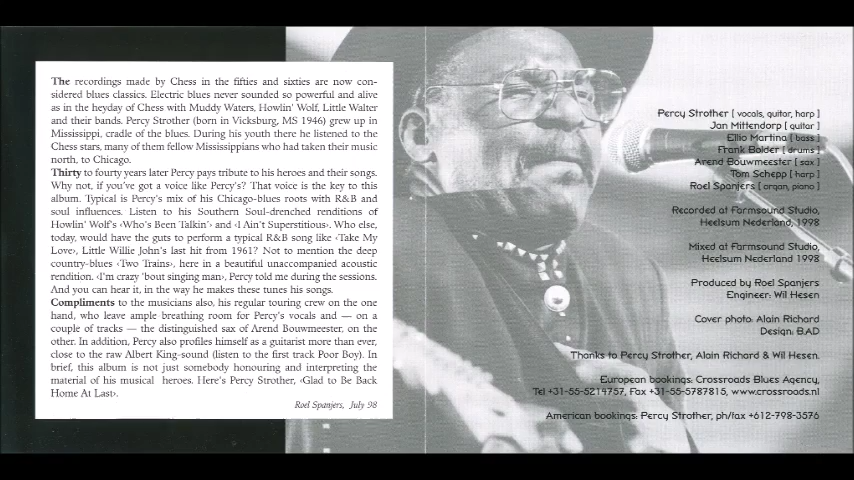 The recordings made by Chess in the fifties and sixties are now con-
sidered blues classics. Electric blues never sounded so powerful and alive
as in the heyday of Chess with Muddy Waters, Howlin' Wolf, Little Walter
and their bands. Percy Strother (born in Vicksburg, MS 1946) grew up in
Mississippi, cradle of the blues. During his youth there he listened to the
Chess stars, many of them fellow Mississippians who had taken their music
north, to Chicago.
Thirty to fourty years later Percy pays tribute to his heroes and their songs.
Why not, if you've got a voice like Percy's? That voice is the key to this
album. Typical is Percy's mix of his Chicago-blues roots with R&B and
soul influences. Listen to his Southern Soul-drenched renditions of
Howlin' Wolf's ‹Who's Been Talkin'› and ‹I Ain't Superstitious›. Who else,
today, would have the guts to perform a typical R&B song like ‹Take My
Love›, Little Willie John's last hit from 1961? Not to mention the deep
country-blues ‹Two Trains›, here in a beautiful unaccompanied acoustic
rendition. ‹I'm crazy 'bout singing man›, Percy told me during the sessions.
And you can hear it, in the way he makes these tunes his songs.
Compliments to the musicians also, his regular touring crew on the one
hand, who leave ample breathing room for Percy's vocals and — on a
couple of tracks — the distinguished sax of Arend Bouwmeester, on the
other. In addition, Percy also profiles himself as a guitarist more than ever,
close to the raw Albert King-sound (listen to the first track Poor Boy). In
brief, this album is not just somebody honouring and interpreting the
material of his musical heroes. Here's Percy Strother, ‹Glad to Be Back
Home At Last›.
Roel Spanjers, July 98
Percy Strother [ vocals, guitar, harp ]
Jan Mittendorp [ guitar ]
Ellio Martina [ bass ]
Frank Bolder [ drums ]
Arend Bouwmeester [ sax ]
Tom Schepp [ harp ]
Roel Spanjers [ organ, piano ]
Recorded at Farmsound Studio,
Heelsum Nederland, 1998
Mixed at Farmsound Studio,
Heelsum Nederland 1998
Produced by Roel Spanjers
Engineer: Wil Hesen
Cover photo: Alain Richard
Design: B.AD
Thanks to Percy Strother, Alain Richard & Wil Hesen.
European bookings: Crossroads Blues Agency,
Tel +31-55-5214757, Fax +31-55-5787815, www.crossroads.nl
American bookings: Percy Strother, ph/fax +612-798-3576